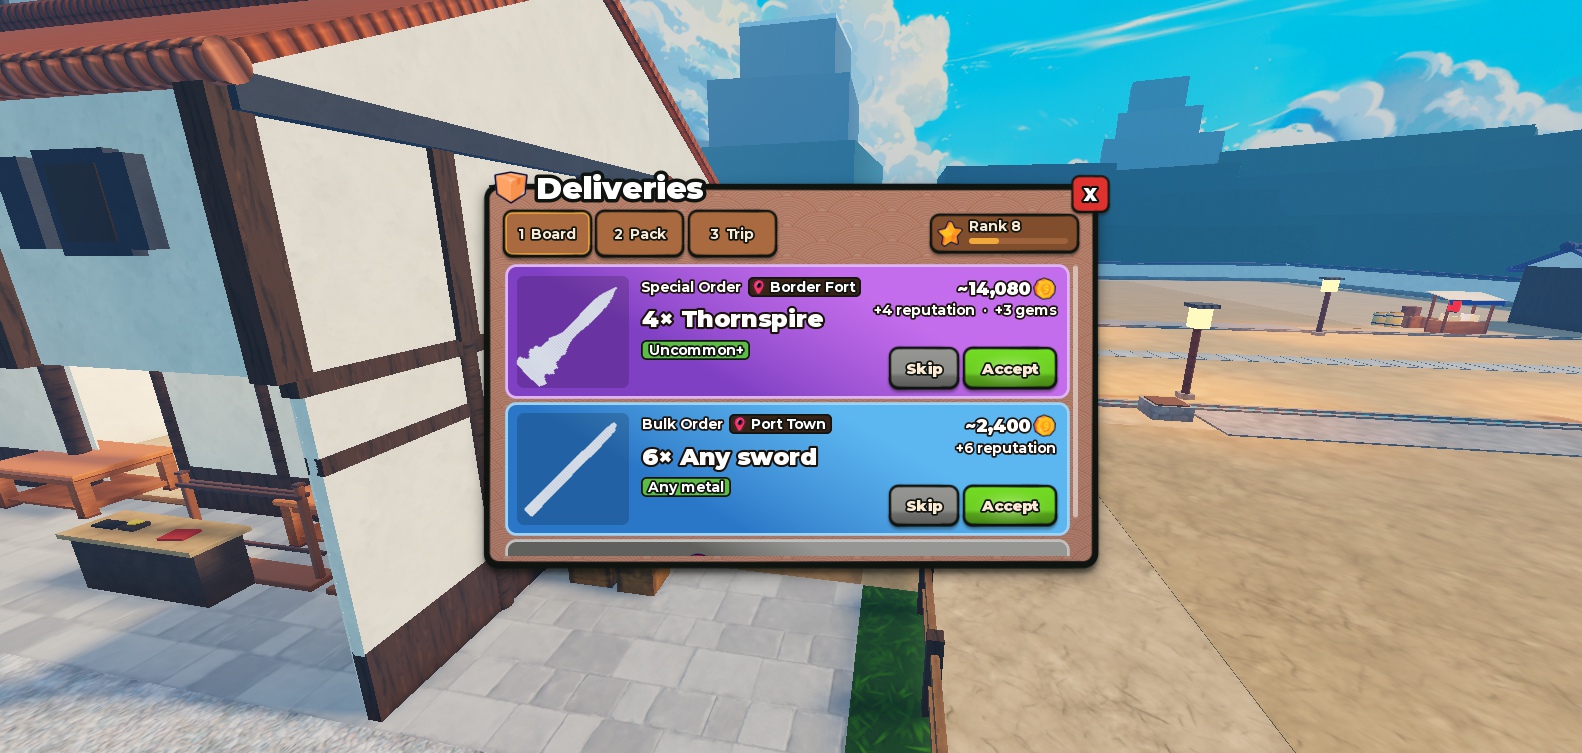 Deliveries
X
1 Board
2 Pack
3 Trip
Rank 8
Special Order
Border Fort
~14,080
+4 reputation · +3 gems
4× Thornspire
Uncommon+
Skip
Accept
Bulk Order
Port Town
~2,400
+6 reputation
6× Any sword
Any metal
Skip
Accept